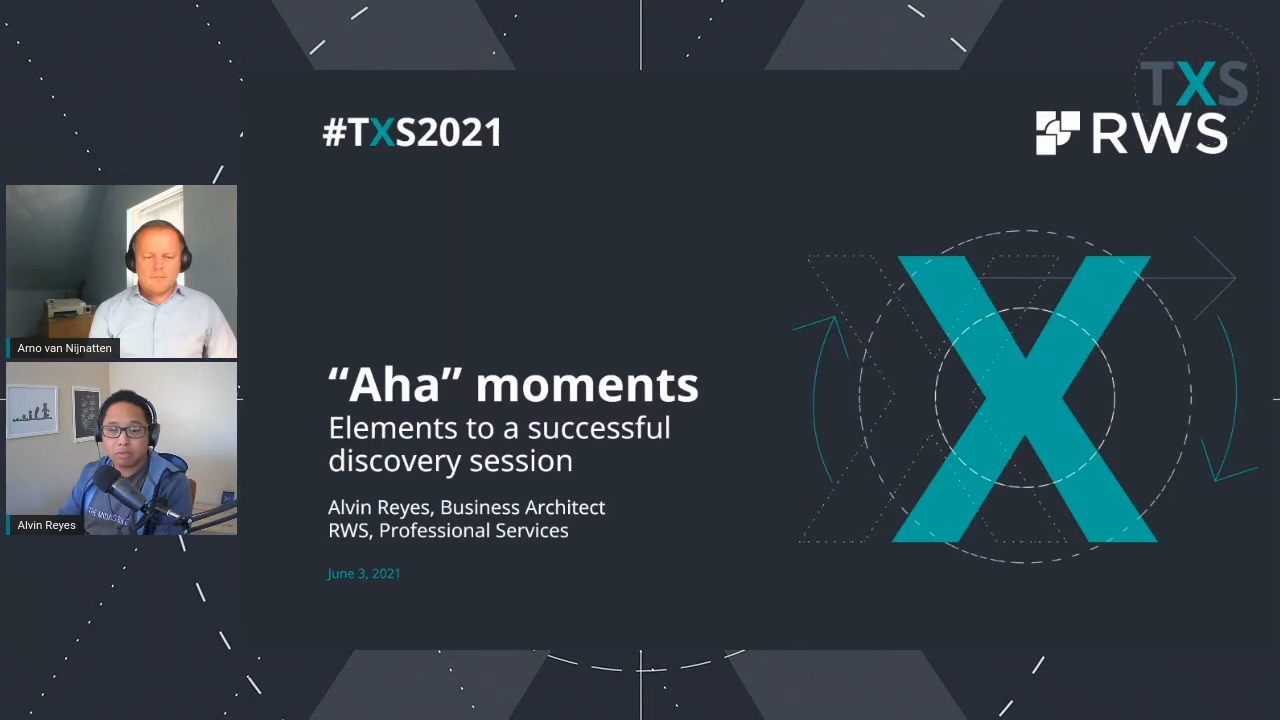 TXS
#TXS2021
RWS
Arno van Nijnatten
Alvin Reyes
“Aha” moments
Elements to a successful
discovery session
Alvin Reyes, Business Architect
RWS, Professional Services
June 3, 2021